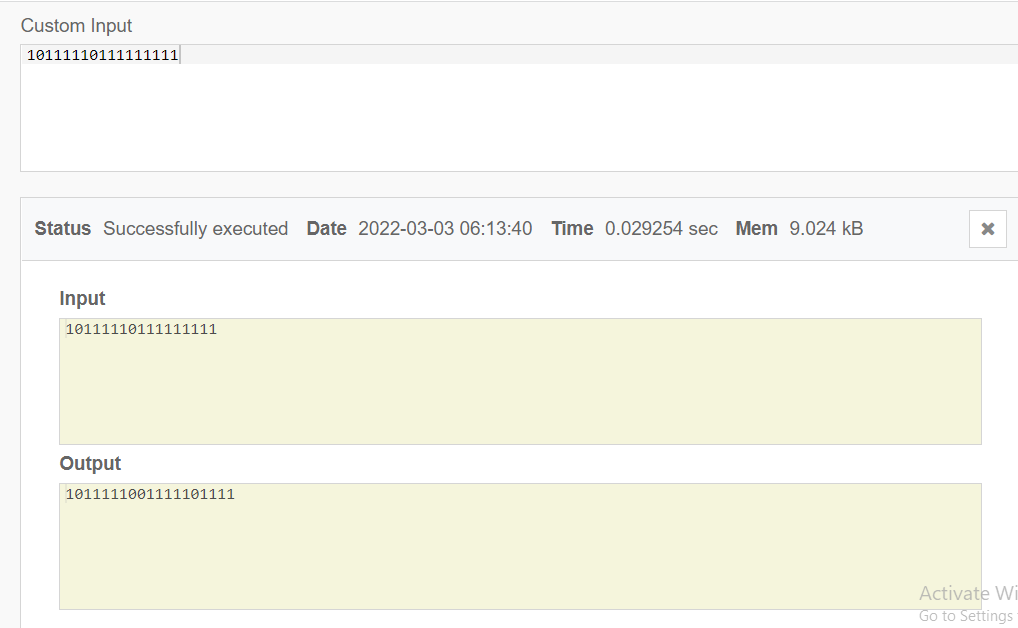 Custom Input
10111110111111111
Status Successfully executed Date 2022-03-03 06:13:40 Time 0.029254 sec Mem 9.024 kB
Input
10111110111111111
Output
1011111001111101111
Activate Wi
Go to Settings